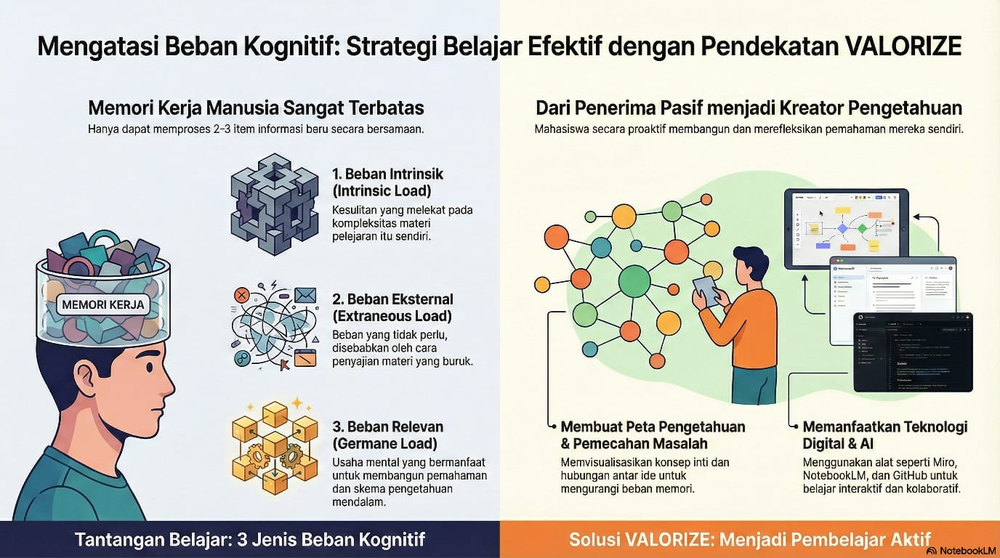 Mengatasi Beban Kognitif: Strategi Belajar Efektif dengan Pendekatan VALORIZE
Memori Kerja Manusia Sangat Terbatas
Hanya dapat memproses 2–3 item informasi beru secara bersamaan.
MEMORI KERJA
1. Beban Intrinsik
(Intrinsic Load)
Kesulitan yang melekat pada
kompleksitas materi
pelajaran itu sendiri.
2. Beban Eksternal
(Extraneous Load)
Beban yang tidak perlu,
disebabkan oleh cara
penyajian materi yang buruk.
3. Beban Relevan
(Germane Load)
Usaha mental yang bermanfaat
untuk membangun pemahaman
dan skema pengetahuan
mendalam.
Tantangan Belajar: 3 Jenis Beban Kognitif
Dari Penerima Pasif menjadi Kreator Pengetahuan
Mahasiswa secara proaktif membangun dan merefleksikan pemahaman mereka sendiri.
Membuat Peta Pengetahuan
& Pemecahan Masalah
Memvisualisasikan konsep inti dan
hubungan antar ide untuk
mengurangi beban memori.
Memanfaatkan Teknologi
Digital & AI
Menggunakan alat seperti Miro,
NotebookLM, dan GitHub untuk
belajar interaktif dan kolaboratif.
Solusi VALORIZE: Menjadi Pembelajar Aktif
NotebookLM